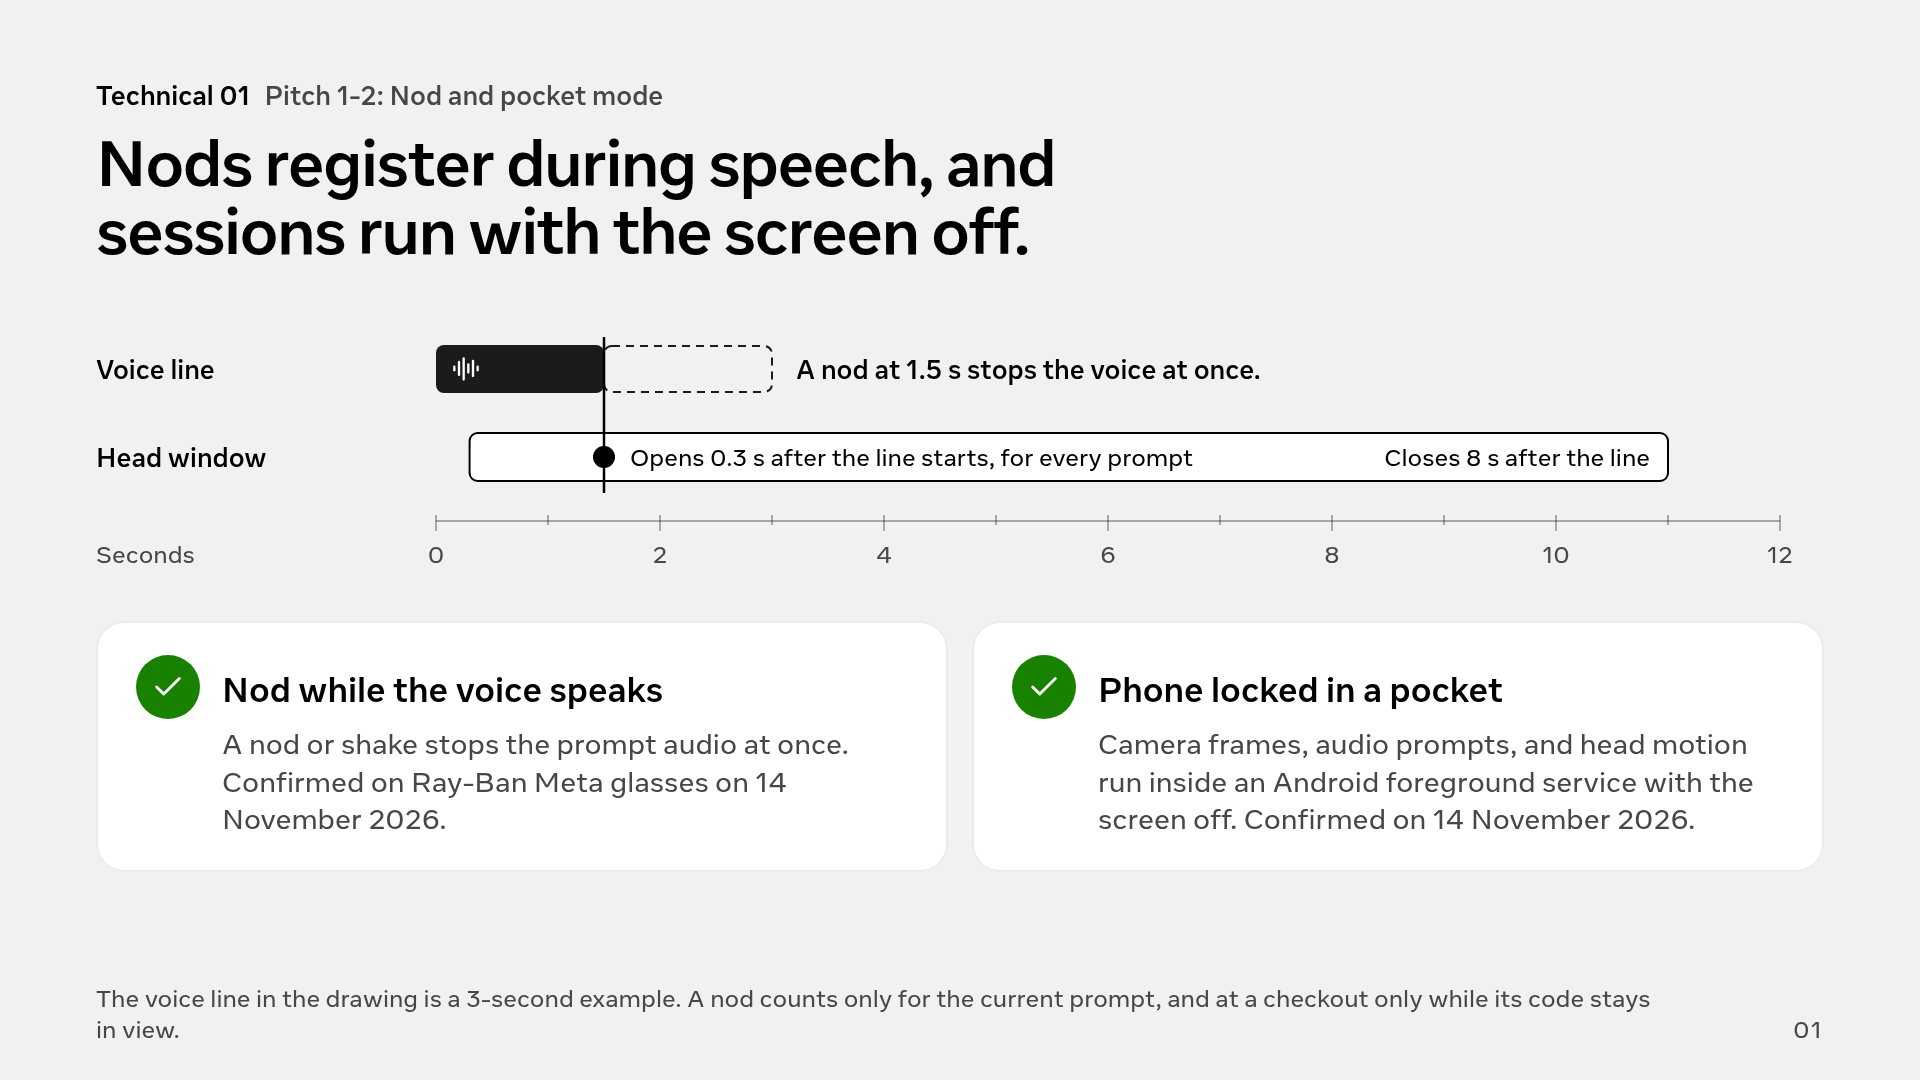 Technical 01 Pitch 1-2: Nod and pocket mode
Nods register during speech, and
sessions run with the screen off.
Voice line
A nod at 1.5 s stops the voice at once.
Head window
Opens 0.3 s after the line starts, for every prompt
Closes 8 s after the line
Seconds
0 2 4 6 8 10 12
Nod while the voice speaks
A nod or shake stops the prompt audio at once.
Confirmed on Ray-Ban Meta glasses on 14
November 2026.
Phone locked in a pocket
Camera frames, audio prompts, and head motion
run inside an Android foreground service with the
screen off. Confirmed on 14 November 2026.
The voice line in the drawing is a 3-second example. A nod counts only for the current prompt, and at a checkout only while its code stays
in view.
01